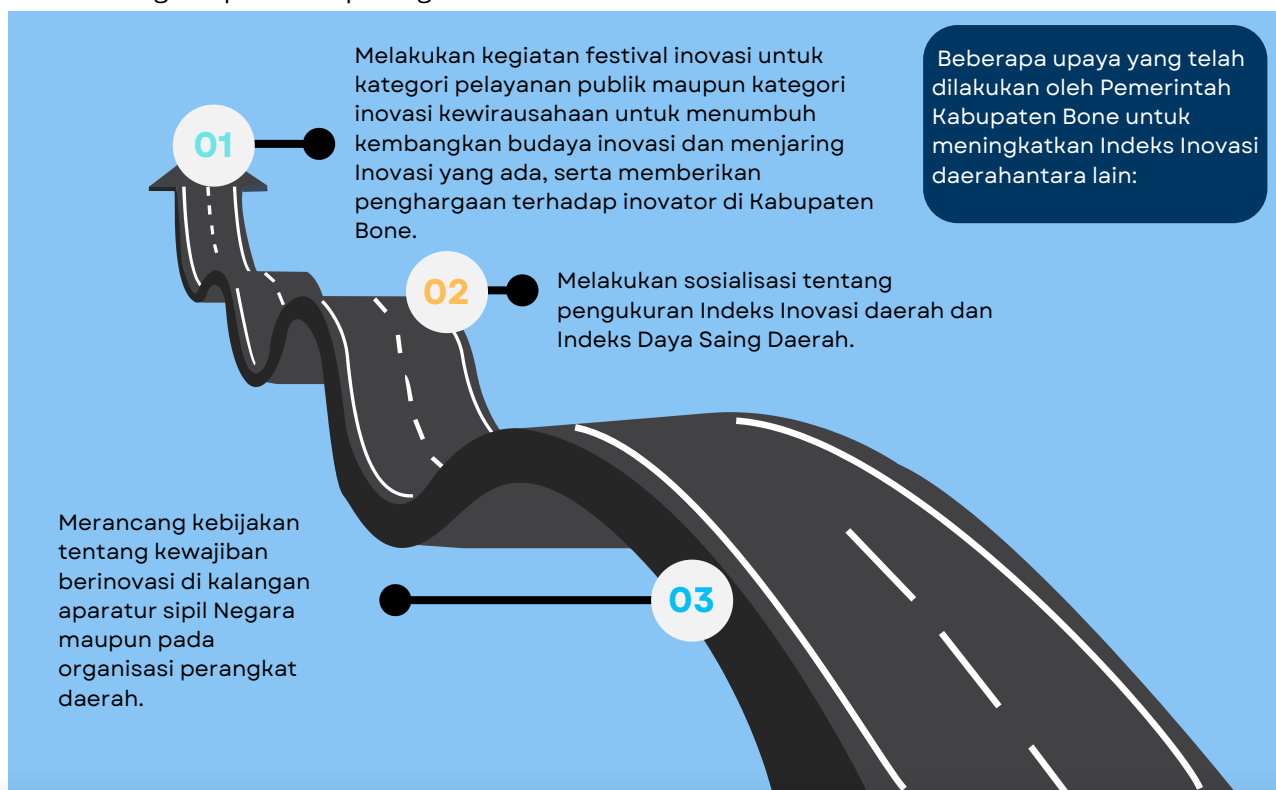 Beberapa upaya yang telah
dilakukan oleh Pemerintah
Kabupaten Bone untuk
meningkatkan Indeks Inovasi
daerahantara lain:
01
Melakukan kegiatan festival inovasi untuk
kategori pelayanan publik maupun kategori
inovasi kewirausahaan untuk menumbuh
kembangkan budaya inovasi dan menjaring
Inovasi yang ada, serta memberikan
penghargaan terhadap inovator di Kabupaten
Bone.
02
Melakukan sosialisasi tentang
pengukuran Indeks Inovasi daerah dan
Indeks Daya Saing Daerah.
03
Merancang kebijakan
tentang kewajiban
berinovasi di kalangan
aparatur sipil Negara
maupun pada
organisasi perangkat
daerah.